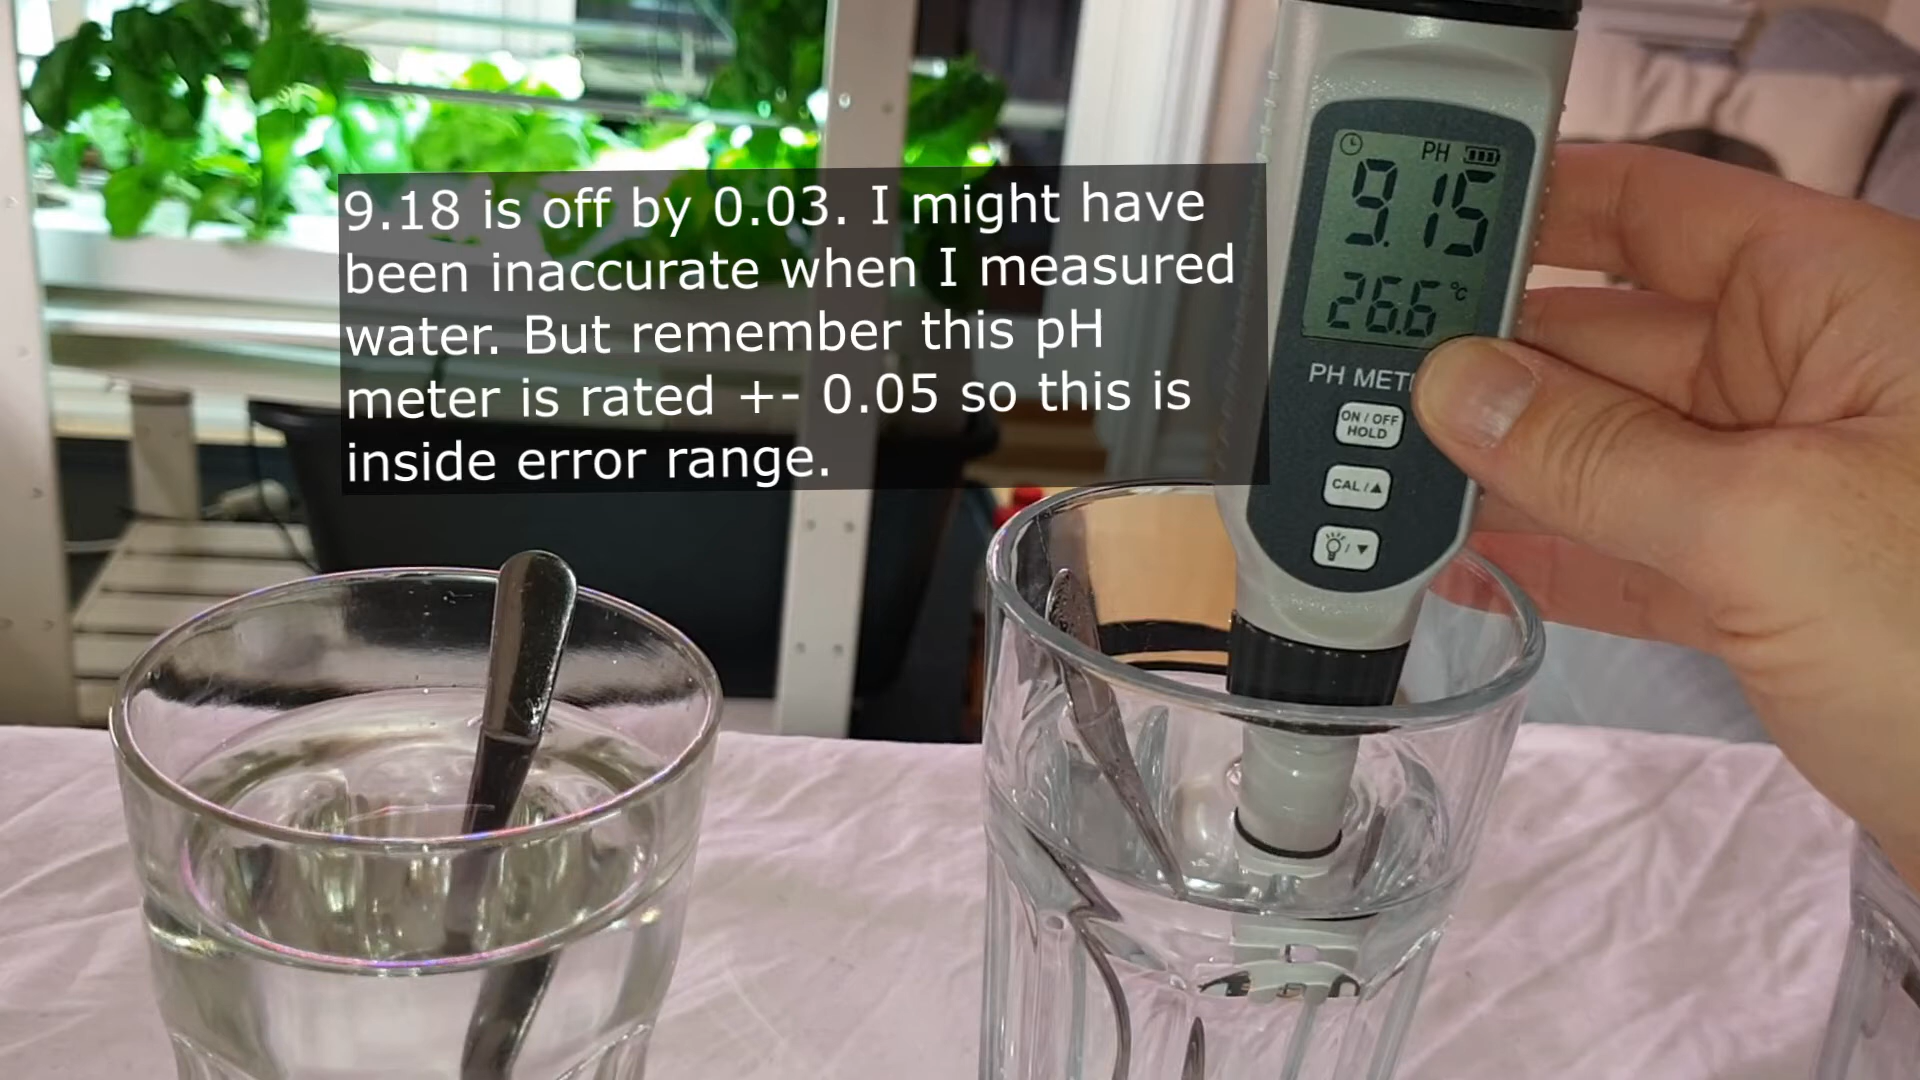 9.18 is off by 0.03. I might have
been inaccurate when I measured
water. But remember this pH
meter is rated +- 0.05 so this is
inside error range.
PH
9.15
26.6 °C
PH METE
ON / OFF
HOLD
CAL / ▲
/ ▼